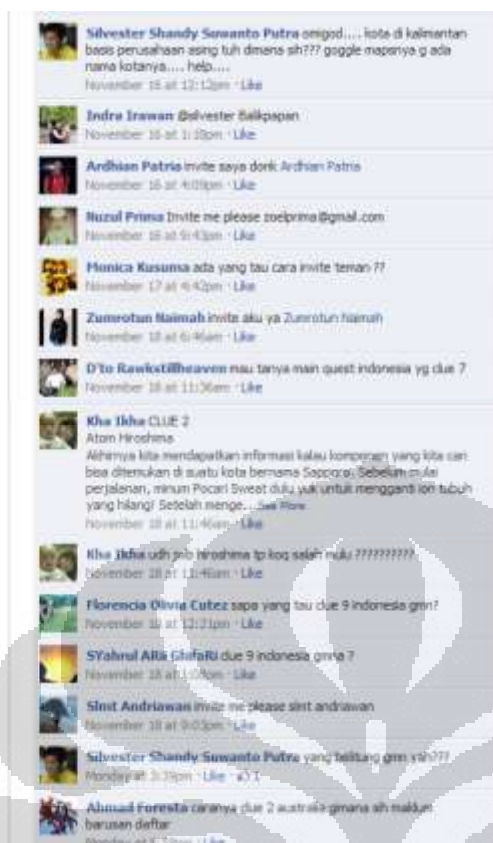 Silvester Shandy Suwanto Putra omigod.... kota di kalimantan
basis perusahaan asing tuh dimana sih??? goggle mapsnya g ada
nama kotanya.... help....
November 16 at 12:12pm · Like
Indra Irawan @silvester Balikpapan
November 16 at 1:18pm · Like
Ardhian Patria invite saya donk Ardhian Patria
November 16 at 4:09pm · Like
Nuzul Prima Invite me please zoelprima@gmail.com
November 16 at 9:43pm · Like
Monica Kusuma ada yang tau cara invite teman ??
November 17 at 4:42pm · Like
Zumrotun Naimah invite aku ya Zumrotun Naimah
November 18 at 6:46am · Like
D'to Rawkstillheaven mau tanya main quest indonesia yg clue 7
November 18 at 11:36am · Like
Kha Ikha CLUE 2
Atom Hiroshima
Akhirnya kita mendapatkan informasi kalau komponen yang kita cari
bisa ditemukan di suatu kota bernama Sapporo. Sebelum mulai
perjalanan, minum Pocari Sweat dulu yuk untuk mengganti ion tubuh
yang hilang! Setelah menge...See More
November 18 at 11:46am · Like
Kha Ikha udh jwb hiroshima tp koq salah mulu ??????????
November 18 at 11:46am · Like
Florencia Olivia Cutez sapa yang tau clue 9 indonesia gmn?
November 18 at 12:21pm · Like
SYahrul ARa GhifaRi clue 9 indonesia gmna ?
November 18 at · Like
Sinit Andriawan invite me please sinit andriawan
November 18 at 9:03pm · Like
Silvester Shandy Suwanto Putra yang belitung gmn yah???
Monday at 3:39pm · Like · 1
Ahmad Foresta caranya clue 2 australia gimana sih maklum
barusan daftar
Monday at · Like